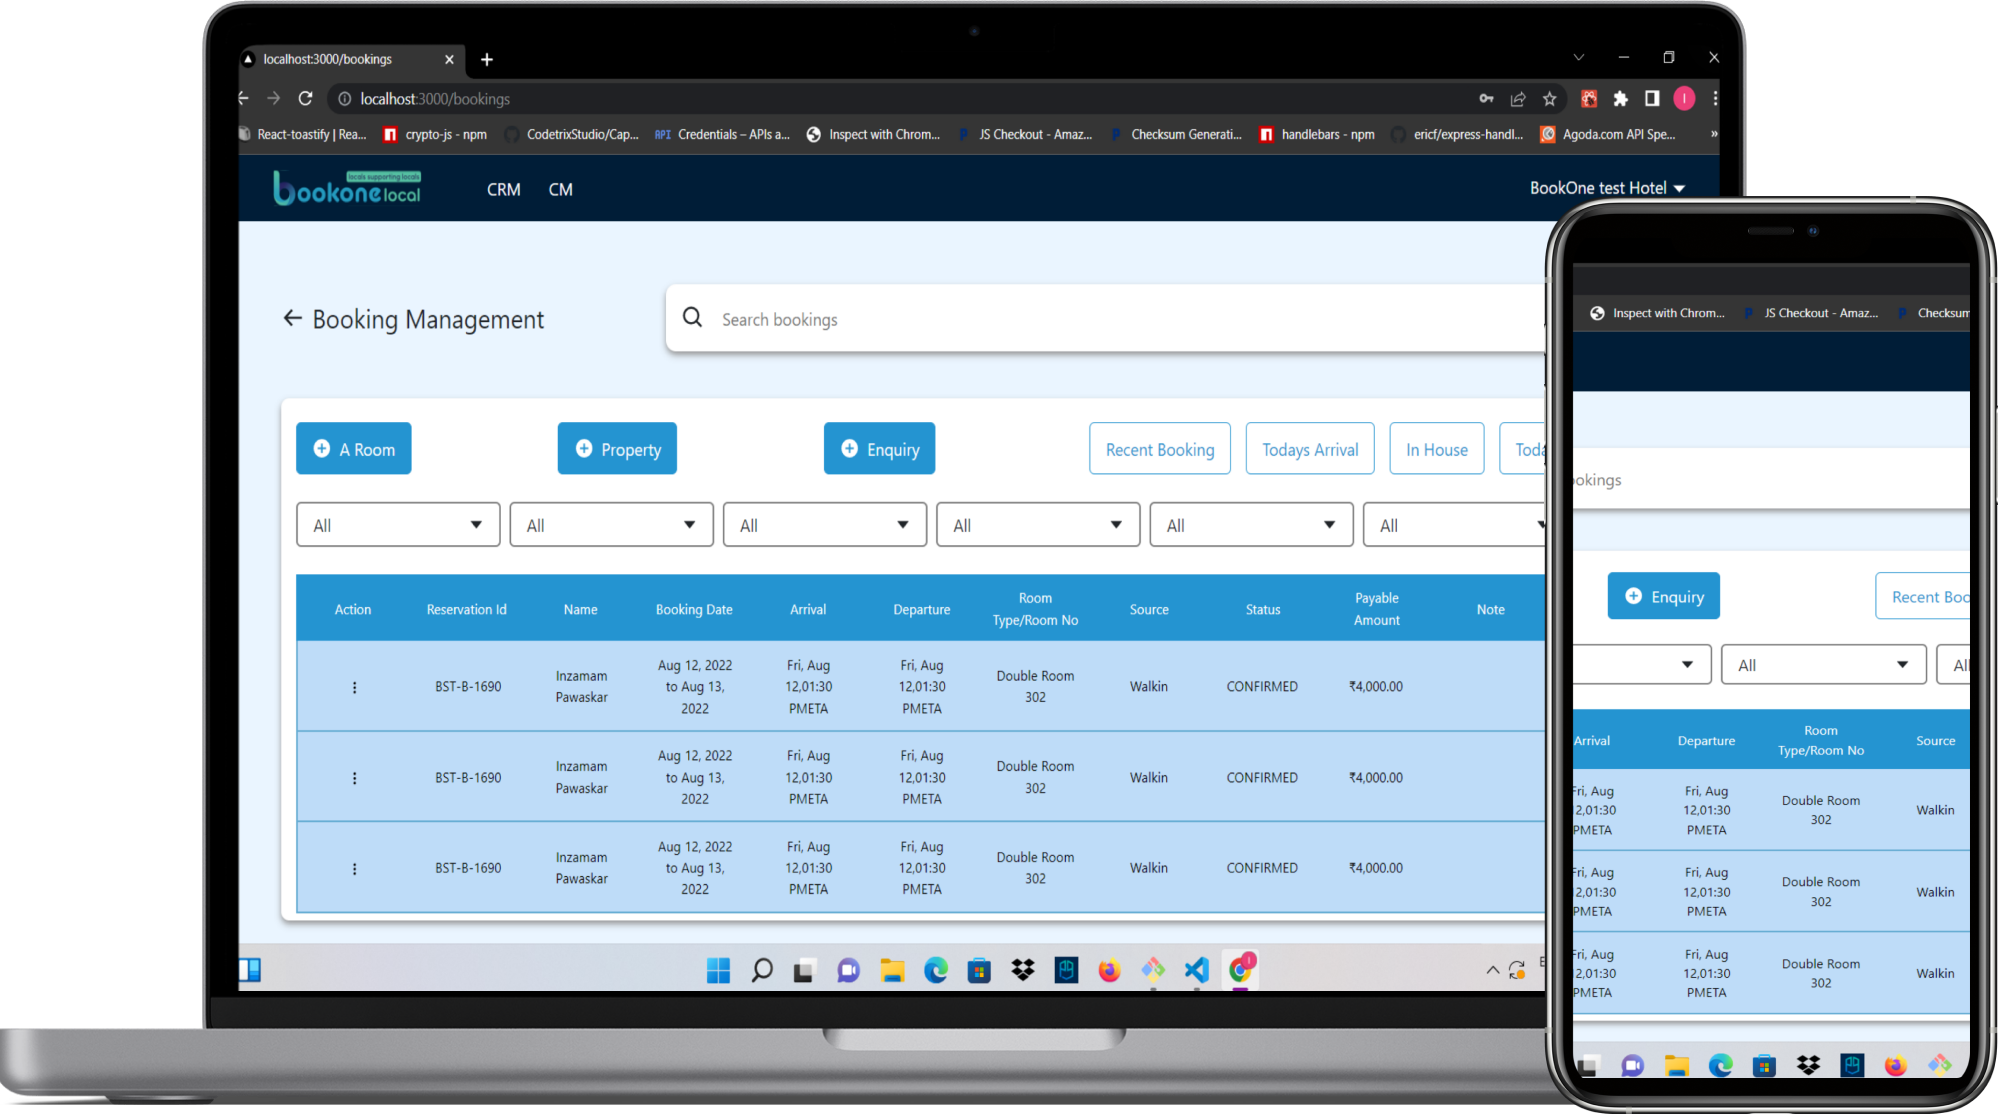 localhost:3000/bookings
localhost:3000/bookings
React-toastify | Rea...
crypto-js - npm
CodetrixStudio/Cap...
API
Credentials – APIs a...
Inspect with Chrom...
JS Checkout - Amaz...
Checksum Generati...
handlebars - npm
ericf/express-handl...
Agoda.com API Spe...
»
locals supporting locals
bookone local
CRM
CM
BookOne test Hotel
Booking Management
Search bookings
A Room
Property
Enquiry
Recent Booking
Todays Arrival
In House
Toda
All
All
All
All
All
All
Action
Reservation Id
Name
Booking Date
Arrival
Departure
Room
Type/Room No
Source
Status
Payable
Amount
Note
BST-B-1690
Inzamam
Pawaskar
Aug 12, 2022
to Aug 13,
2022
Fri, Aug
12,01:30
PMETA
Fri, Aug
12,01:30
PMETA
Double Room
302
Walkin
CONFIRMED
₹4,000.00
BST-B-1690
Inzamam
Pawaskar
Aug 12, 2022
to Aug 13,
2022
Fri, Aug
12,01:30
PMETA
Fri, Aug
12,01:30
PMETA
Double Room
302
Walkin
CONFIRMED
₹4,000.00
BST-B-1690
Inzamam
Pawaskar
Aug 12, 2022
to Aug 13,
2022
Fri, Aug
12,01:30
PMETA
Fri, Aug
12,01:30
PMETA
Double Room
302
Walkin
CONFIRMED
₹4,000.00
Inspect with Chrom...
JS Checkout - Amaz...
Checksum
ookings
Enquiry
Recent Boo
All
All
Arrival
Departure
Room
Type/Room No
Source
Fri, Aug
12,01:30
PMETA
Fri, Aug
12,01:30
PMETA
Double Room
302
Walkin
Fri, Aug
12,01:30
PMETA
Fri, Aug
12,01:30
PMETA
Double Room
302
Walkin
Fri, Aug
12,01:30
PMETA
Fri, Aug
12,01:30
PMETA
Double Room
302
Walkin